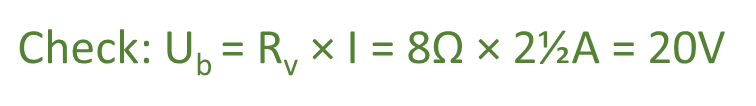 Check: U_b = R_v × I = 8Ω × 2½A = 20V